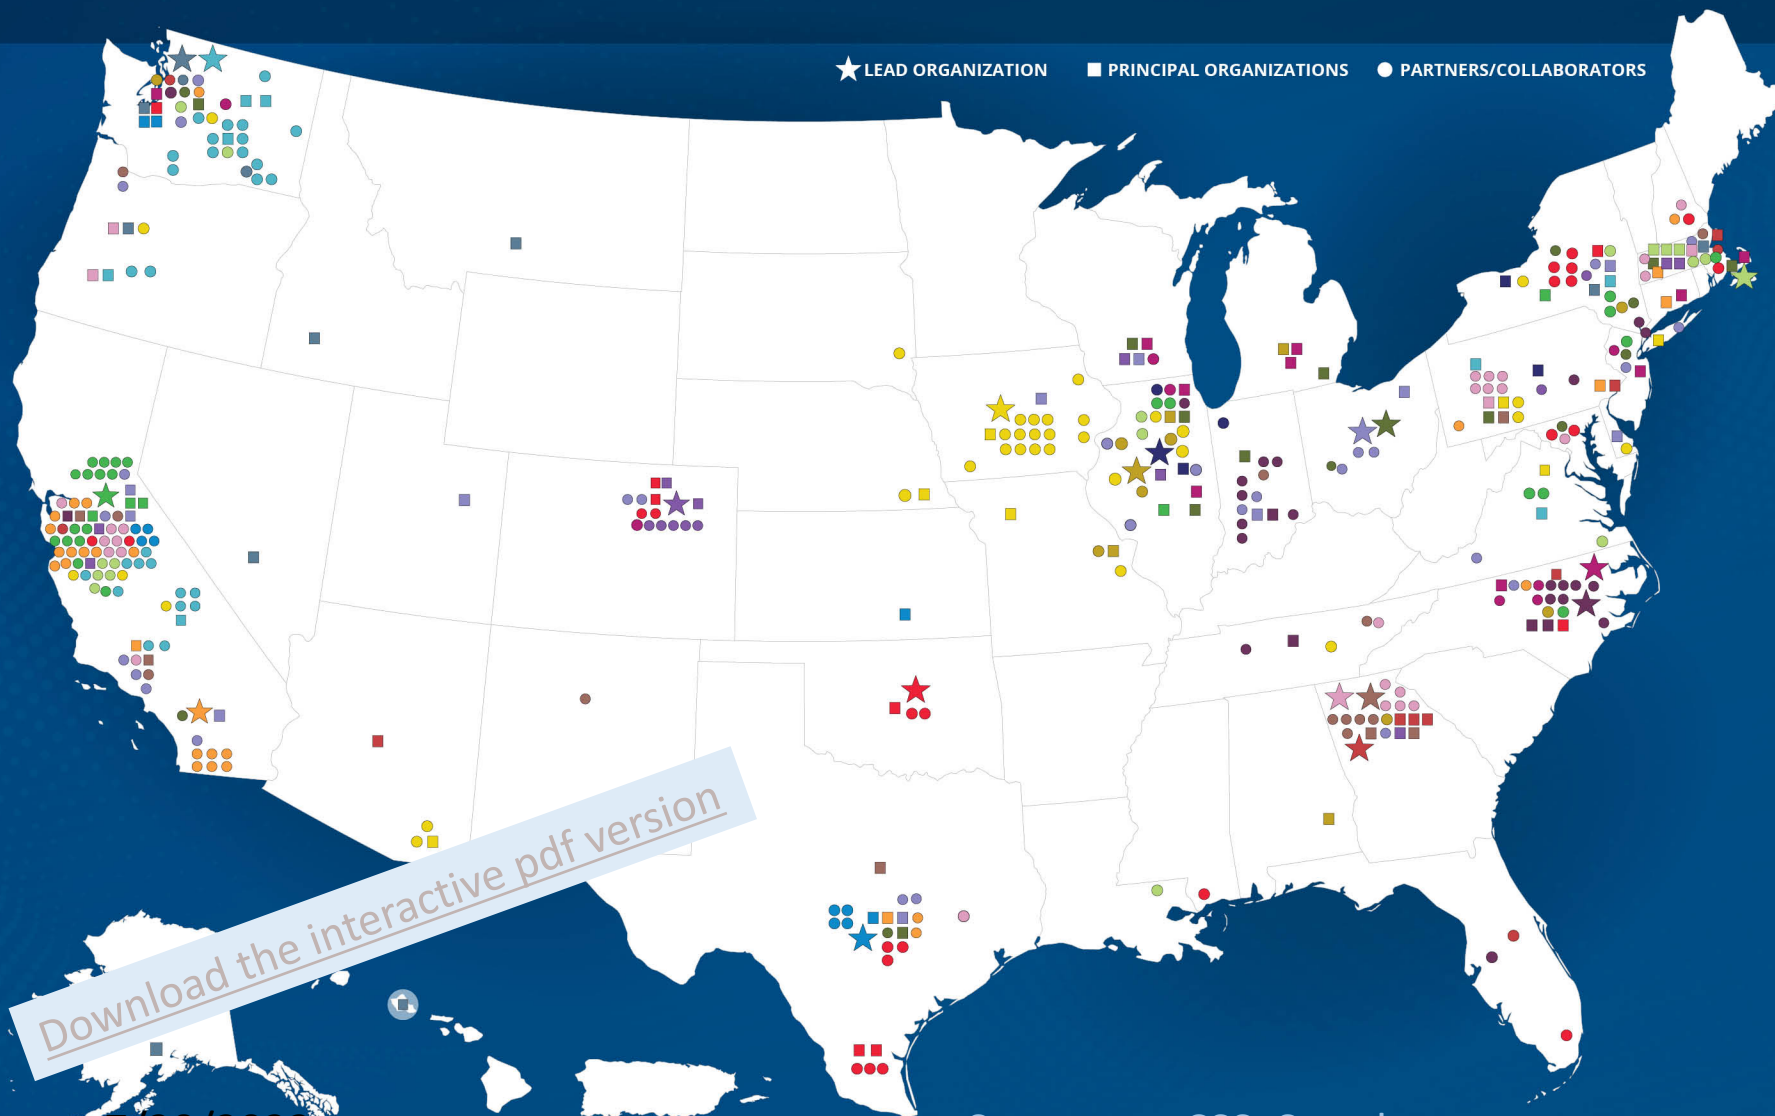 LEAD ORGANIZATION
PRINCIPAL ORGANIZATIONS
PARTNERS/COLLABORATORS
Download the interactive pdf version